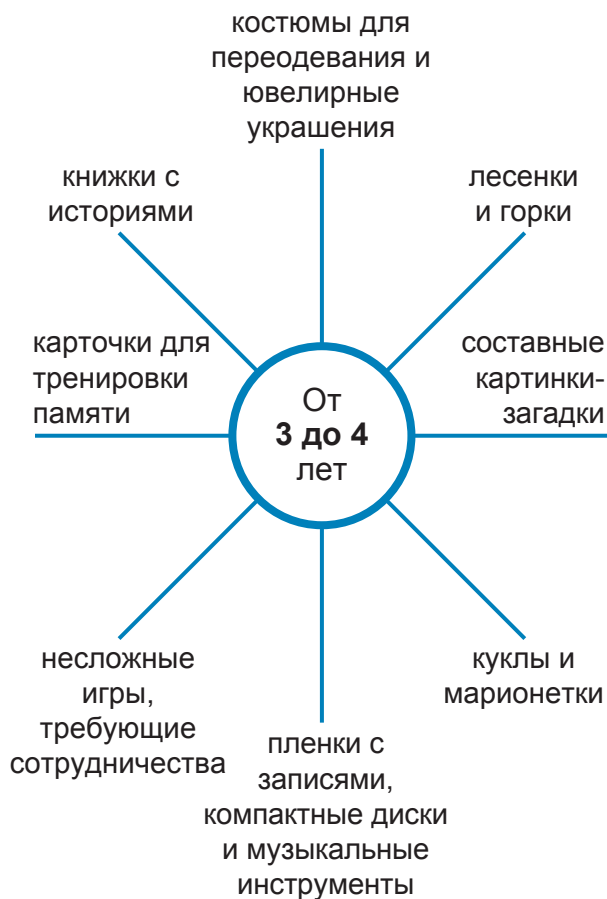 костюмы для
переодевания и
ювелирные
украшения
книжки с
историями
лесенки
и горки
карточки для
тренировки
памяти
составные
картинки-
загадки
От
3 до 4
лет
несложные
игры,
требующие
сотрудничества
куклы и
марионетки
пленки с
записями,
компактные диски
и музыкальные
инструменты